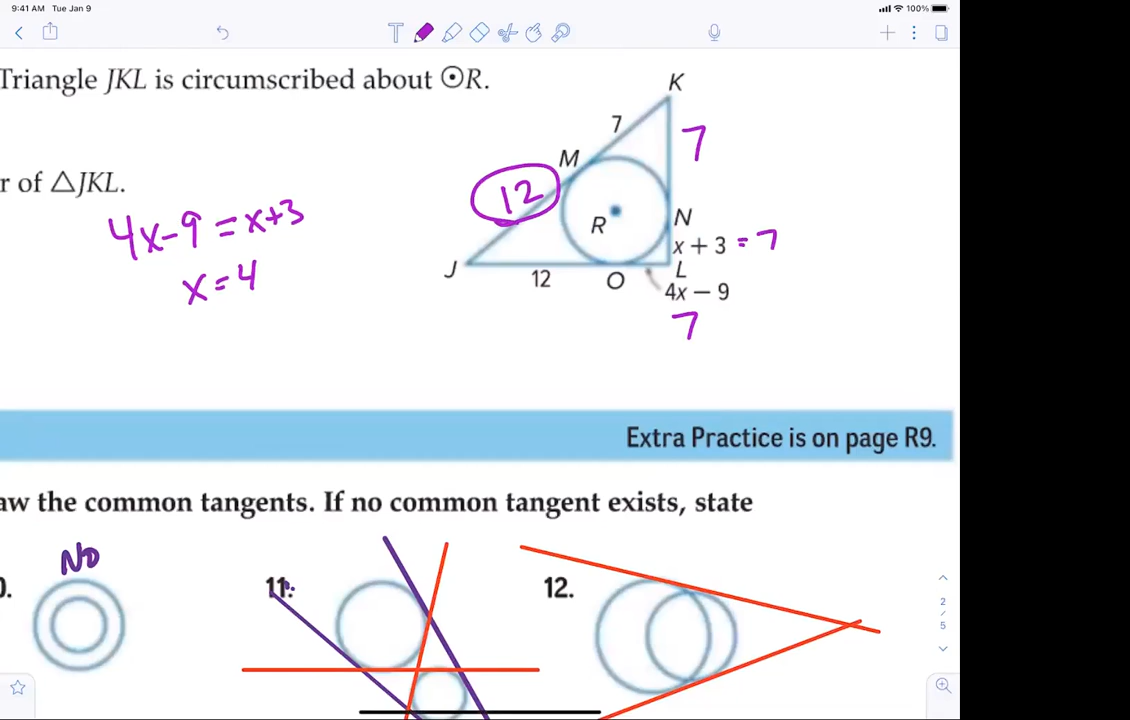 9:41 AM Tue Jan 9
100%
Triangle JKL is circumscribed about ⊙R.
K
7
7
M
12
r of △JKL.
4x-9=x+3
N
R
x + 3 = 7
J
L
x=4
12
O
4x − 9
7
Extra Practice is on page R9.
aw the common tangents. If no common tangent exists, state
NO
0.
11.
12.
2
/
5